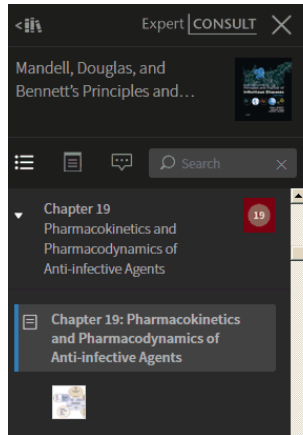 Expert CONSULT
Mandell, Douglas, and
Bennett's Principles and...
Search
Chapter 19
Pharmacokinetics and
Pharmacodynamics of
Anti-infective Agents
19
Chapter 19: Pharmacokinetics
and Pharmacodynamics of
Anti-infective Agents